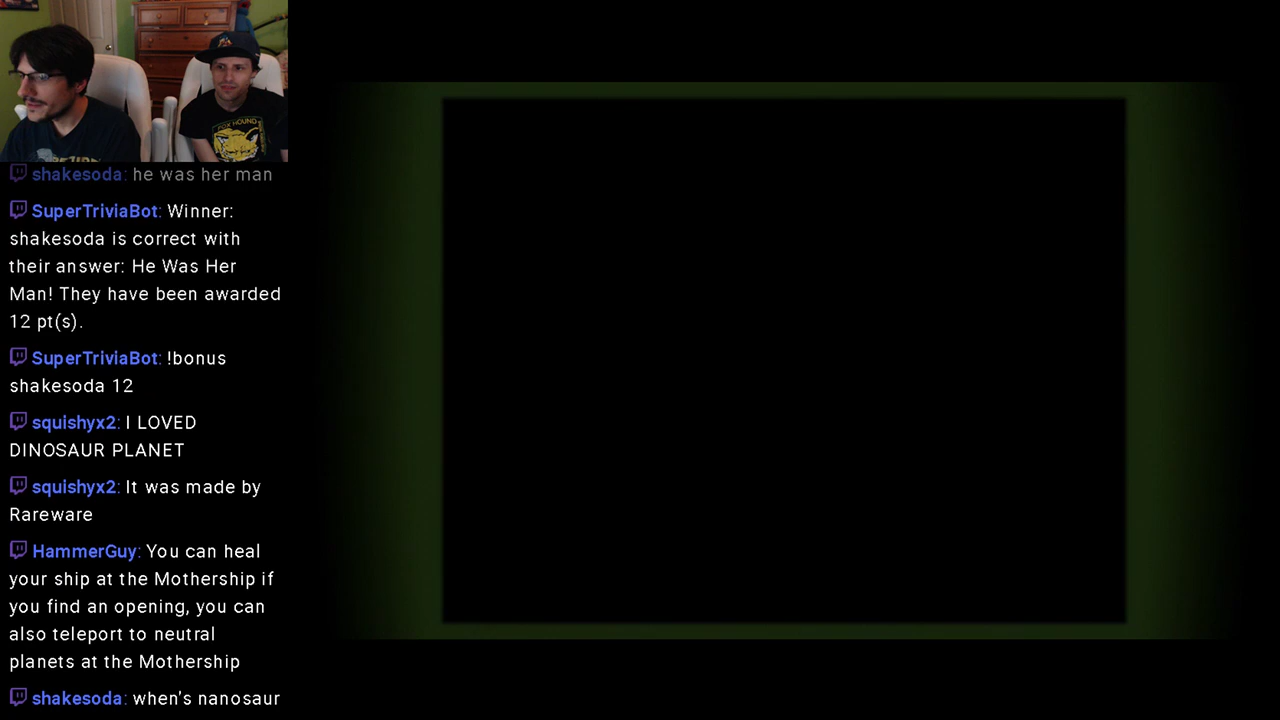 FOX HOUND
shakesoda: he was her man
SuperTriviaBot: Winner:
shakesoda is correct with
their answer: He Was Her
Man! They have been awarded
12 pt(s).
SuperTriviaBot: !bonus
shakesoda 12
squishyx2: I LOVED
DINOSAUR PLANET
squishyx2: It was made by
Rareware
HammerGuy: You can heal
your ship at the Mothership if
you find an opening, you can
also teleport to neutral
planets at the Mothership
shakesoda: when's nanosaur